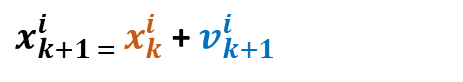 x^i_{k+1} = x^i_k + v^i_{k+1}